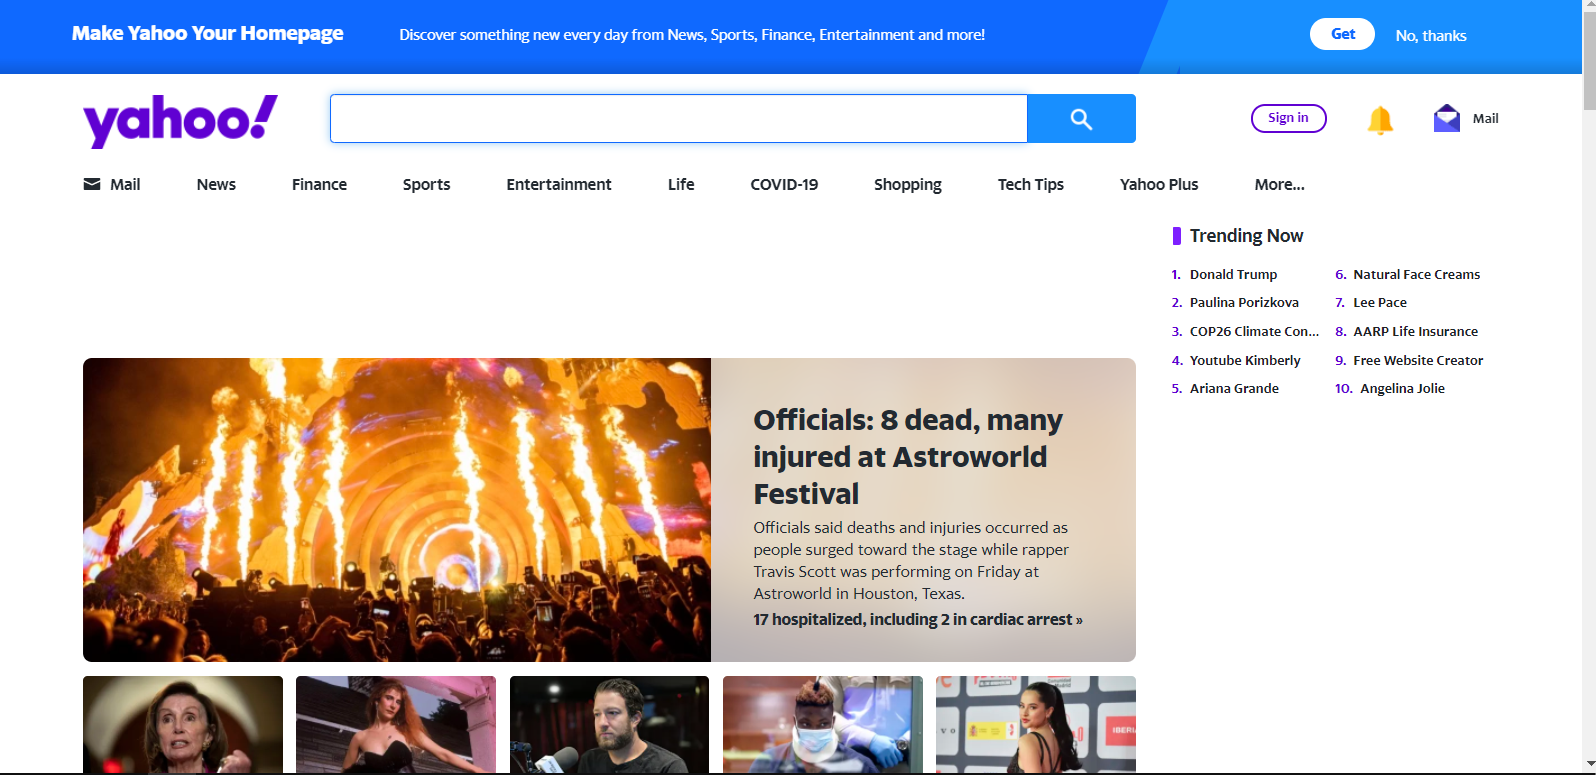 Make Yahoo Your Homepage
Discover something new every day from News, Sports, Finance, Entertainment and more!
Get
No, thanks
yahoo!
Sign in
Mail
Mail
News
Finance
Sports
Entertainment
Life
COVID-19
Shopping
Tech Tips
Yahoo Plus
More...
Trending Now
1. Donald Trump
2. Paulina Porizkova
3. COP26 Climate Con...
4. Youtube Kimberly
5. Ariana Grande
6. Natural Face Creams
7. Lee Pace
8. AARP Life Insurance
9. Free Website Creator
10. Angelina Jolie
Officials: 8 dead, many
injured at Astroworld
Festival
Officials said deaths and injuries occurred as
people surged toward the stage while rapper
Travis Scott was performing on Friday at
Astroworld in Houston, Texas.
17 hospitalized, including 2 in cardiac arrest »